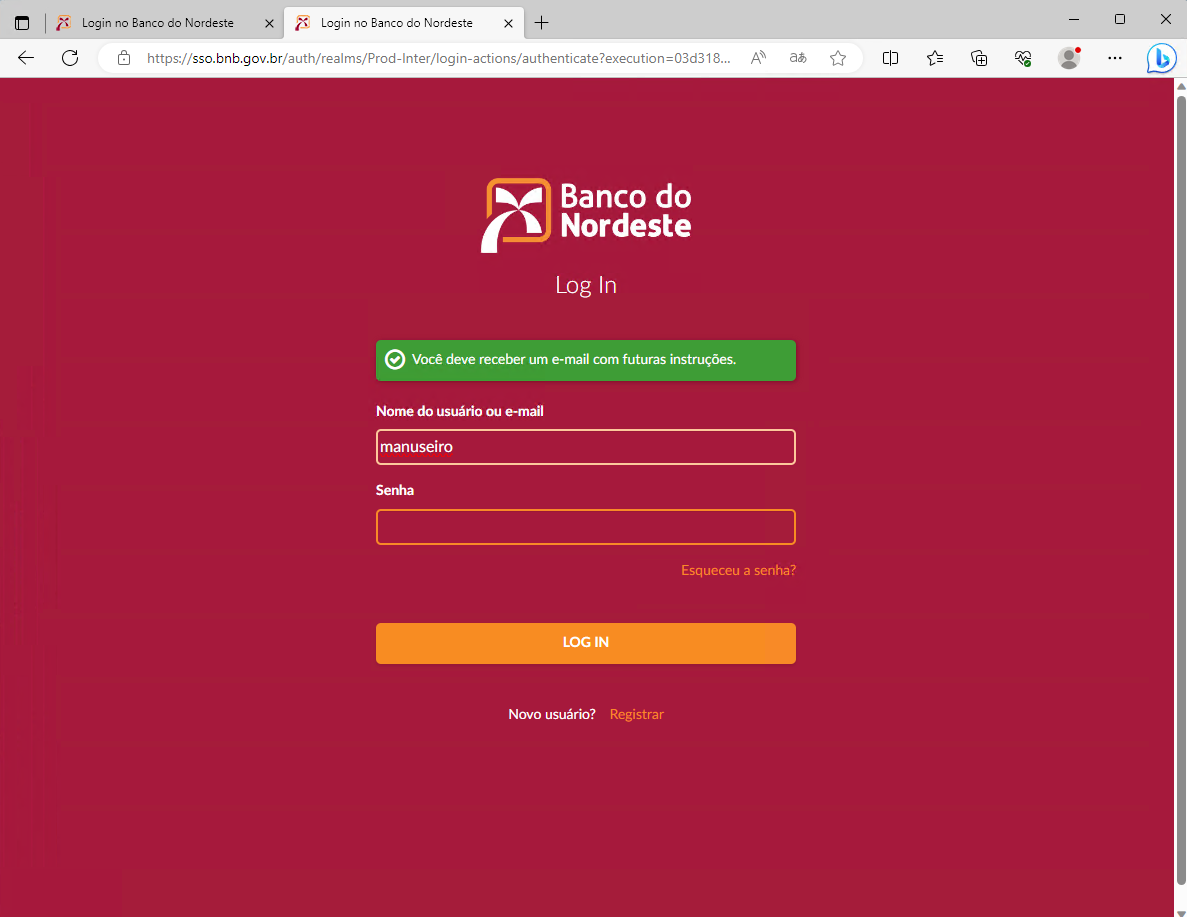 Login no Banco do Nordeste
Login no Banco do Nordeste
https://sso.bnb.gov.br/auth/realms/Prod-Inter/login-actions/authenticate?execution=03d318...
Banco do
Nordeste
Log In
Você deve receber um e-mail com futuras instruções.
Nome do usuário ou e-mail
manuseiro
Senha
Esqueceu a senha?
LOG IN
Novo usuário? Registrar